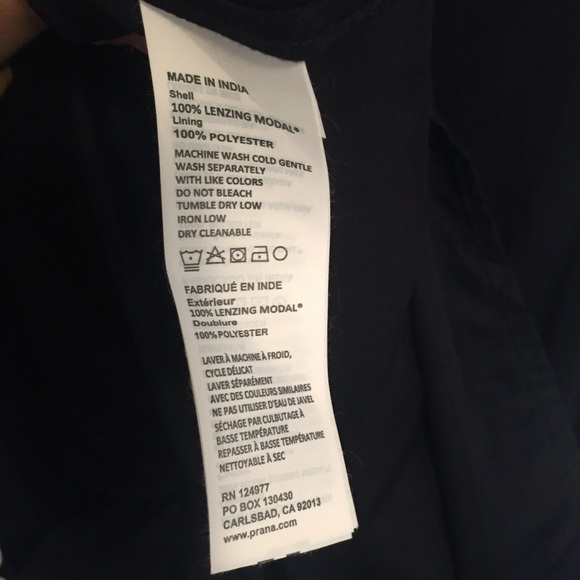 MADE IN INDIA
Shell
100% LENZING MODAL®
Lining
100% POLYESTER
MACHINE WASH COLD GENTLE
WASH SEPARATELY
WITH LIKE COLORS
DO NOT BLEACH
TUMBLE DRY LOW
IRON LOW
DRY CLEANABLE
FABRIQUÉ EN INDE
Extérieur
100% LENZING MODAL®
Doublure
100% POLYESTER
LAVER À MACHINE À FROID,
CYCLE DÉLICAT
LAVER SÉPARÉMENT
AVEC DES COULEURS SIMILAIRES
NE PAS UTILISER D'EAU DE JAVEL
SÉCHAGE PAR CULBUTAGE À
BASSE TEMPÉRATURE
REPASSER À BASSE TEMPÉRATURE
NETTOYABLE À SEC
RN 124977
PO BOX 130430
CARLSBAD, CA 92013
www.prana.com